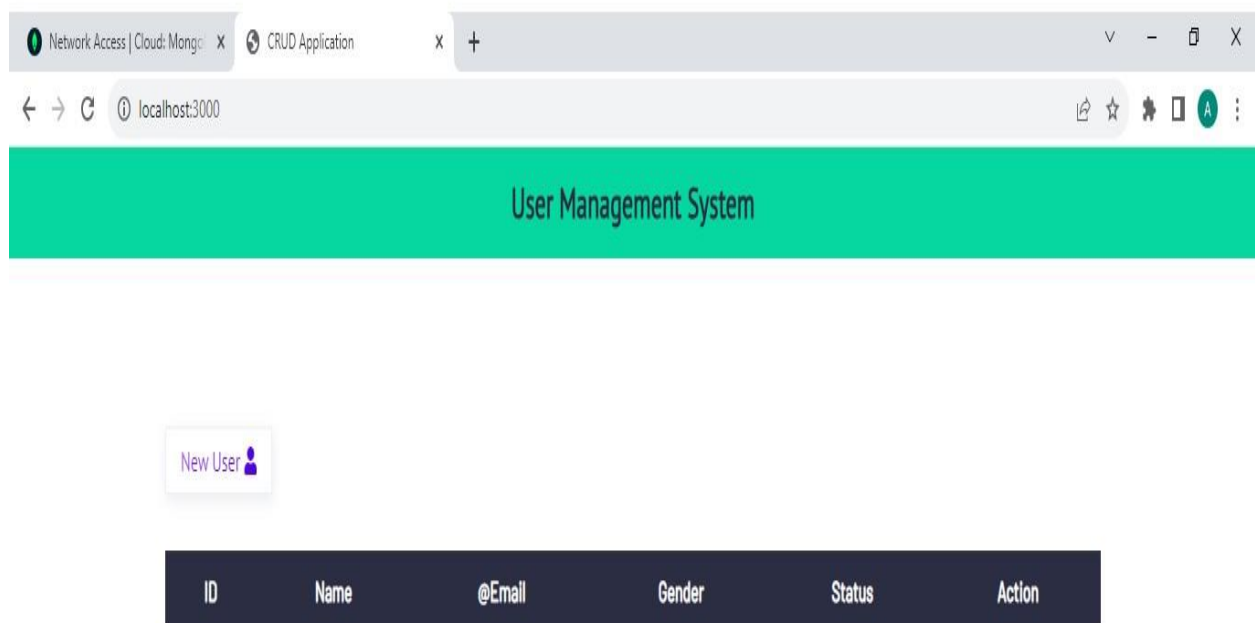 Network Access | Cloud: Mongo CRUD Application
localhost:3000 A
User Management System
New User
ID Name @Email Gender Status Action